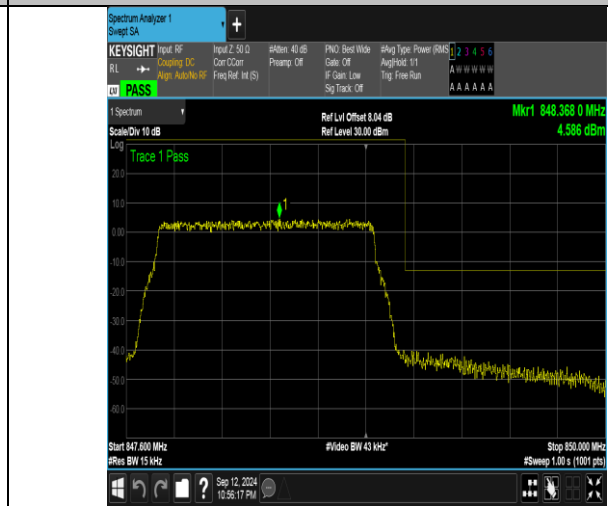 Spectrum Analyzer 1
Swept SA
+
KEYSIGHT Input: RF Input Z: 50 Ω #Atten: 40 dB PNO: Best Wide #Avg Type: Power (RMS 1 2 3 4 5 6
RL Coupling: DC Corr CCorr Preamp: Off Gate: Off Avg|Hold: 1/1 A W W W W W
Align: Auto/No RF Freq Ref: Int (S) IF Gain: Low Trig: Free Run
PASS Sig Track: Off A A A A A A
1 Spectrum Ref Lvl Offset 8.04 dB Mkr1 848.368 0 MHz
Scale/Div 10 dB Ref Level 30.00 dBm 4.586 dBm
Log
Trace 1 Pass
20.0
10.0
1
0.00
-10.0
-20.0
-30.0
-40.0
-50.0
-60.0
Start 847.600 MHz #Video BW 43 kHz* Stop 850.000 MHz
#Res BW 15 kHz #Sweep 1.00 s (1001 pts)
? Sep 12, 2024
10:56:17 PM